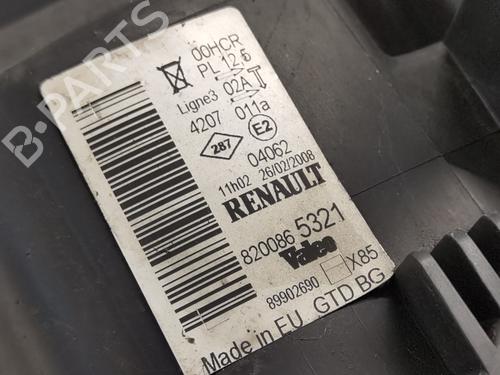 00HCR
PL 12,5
Ligne3 02A
4207 011a
287 E2
04062
11h02 26/02/2008
RENAULT
820086 5321
Valeo
89902690 X85
Made in EU GTD BG
B-PARTS